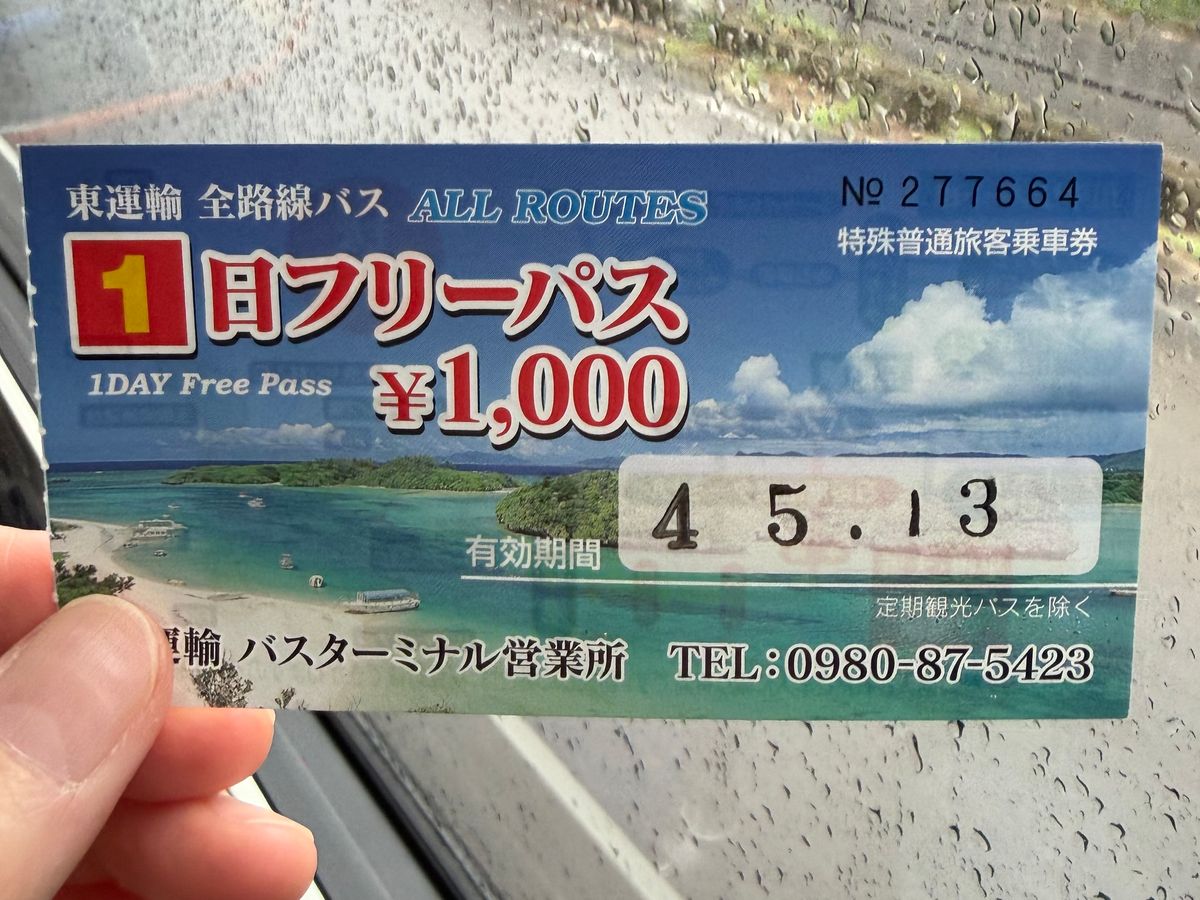 東運輸 全路線バス ALL ROUTES
№ 277664
特殊普通旅客乗車券
1日フリーパス
1DAY Free Pass
¥1,000
有効期間 4 5.13
定期観光バスを除く
運輸 バスターミナル営業所 TEL:0980-87-5423